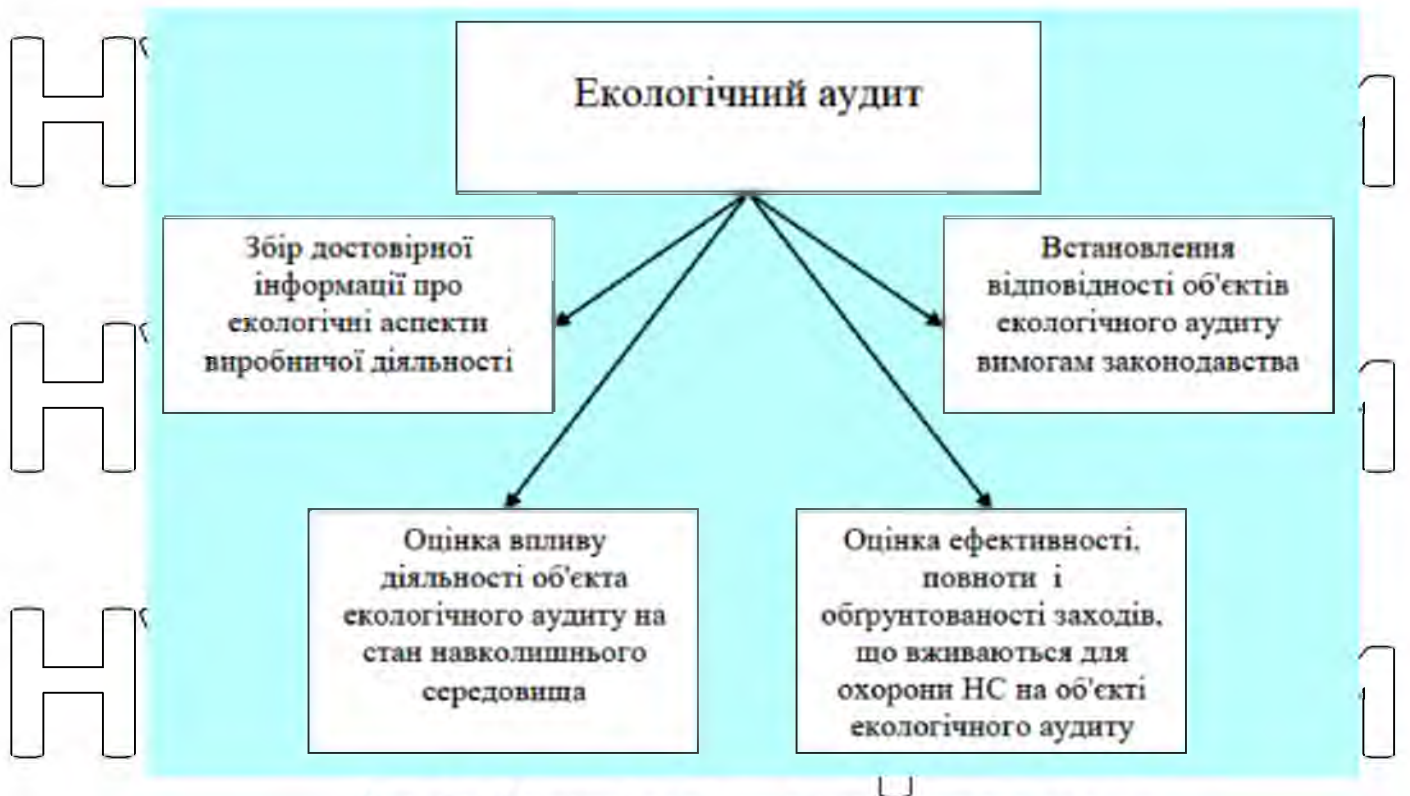 Екологічний аудит
Збір достовірної
інформації про
екологічні аспекти
виробничої діяльності
Встановлення
відповідності об'єктів
екологічного аудиту
вимогам законодавства
Оцінка впливу
діяльності об'єкта
екологічного аудиту на
стан навколишнього
середовища
Оцінка ефективності,
повноти і
обґрунтованості заходів,
що вживаються для
охорони НС на об'єкті
екологічного аудиту